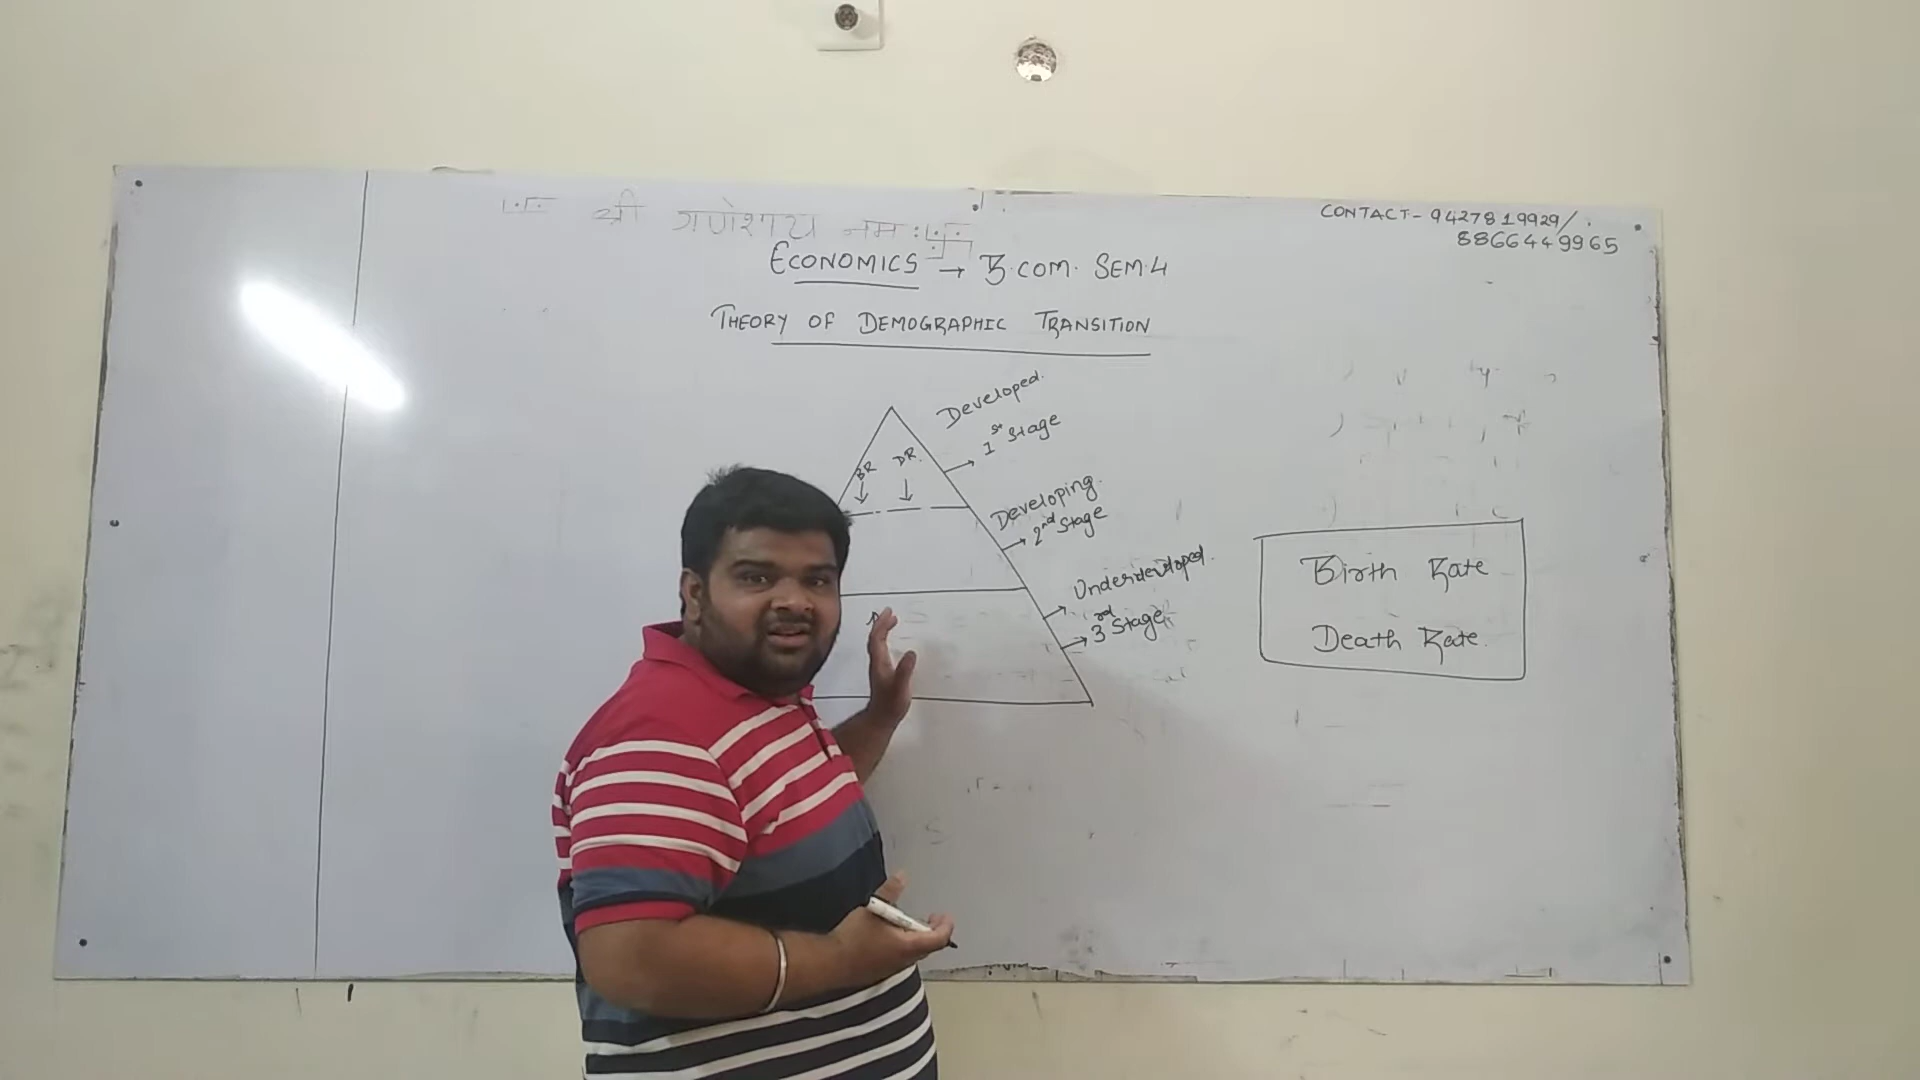 श्री गणेशाय नमः
CONTACT- 9427819929/
8866449965
ECONOMICS → B.COM. SEM.4
THEORY OF DEMOGRAPHIC TRANSITION
Developed.
1st Stage
BR DR.
Developing.
2nd Stage
Underdeveloped.
3rd Stage
Birth Rate
Death Rate.